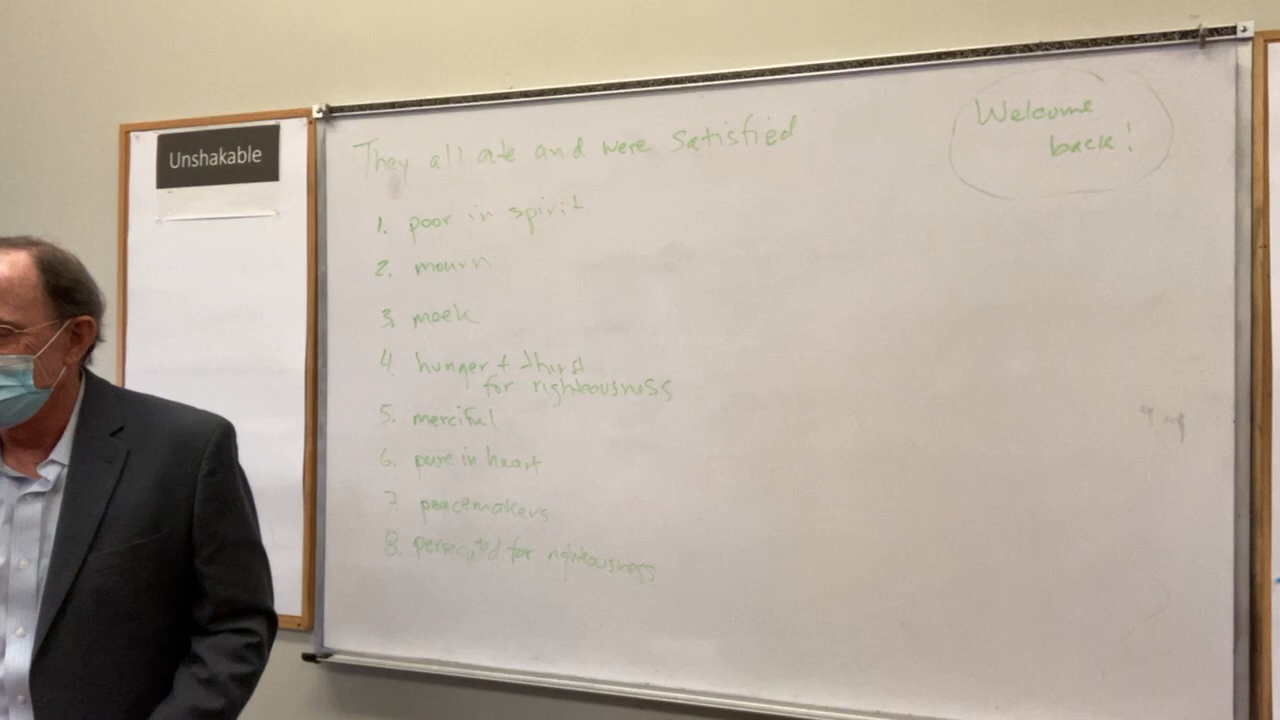 Unshakable
They all ate and were satisfied
Welcome
back!
1. poor in spirit
2. mourn
3. meek
4. hunger + thirst
for righteousness
5. merciful
6. pure in heart
7. peacemakers
8. persecuted for righteousness